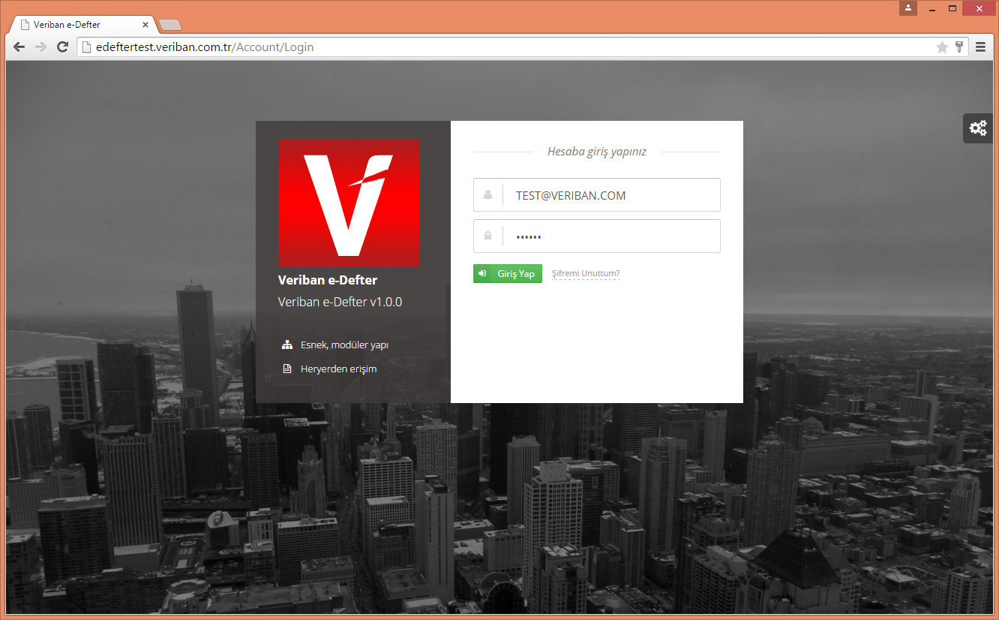 Veriban e-Defter
edeftertest.veriban.com.tr/Account/Login
Veriban e-Defter
Veriban e-Defter v1.0.0
Esnek, modüler yapı
Heryerden erişim
Hesaba giriş yapınız
TEST@VERIBAN.COM
••••••
Giriş Yap
Şifremi Unuttum?